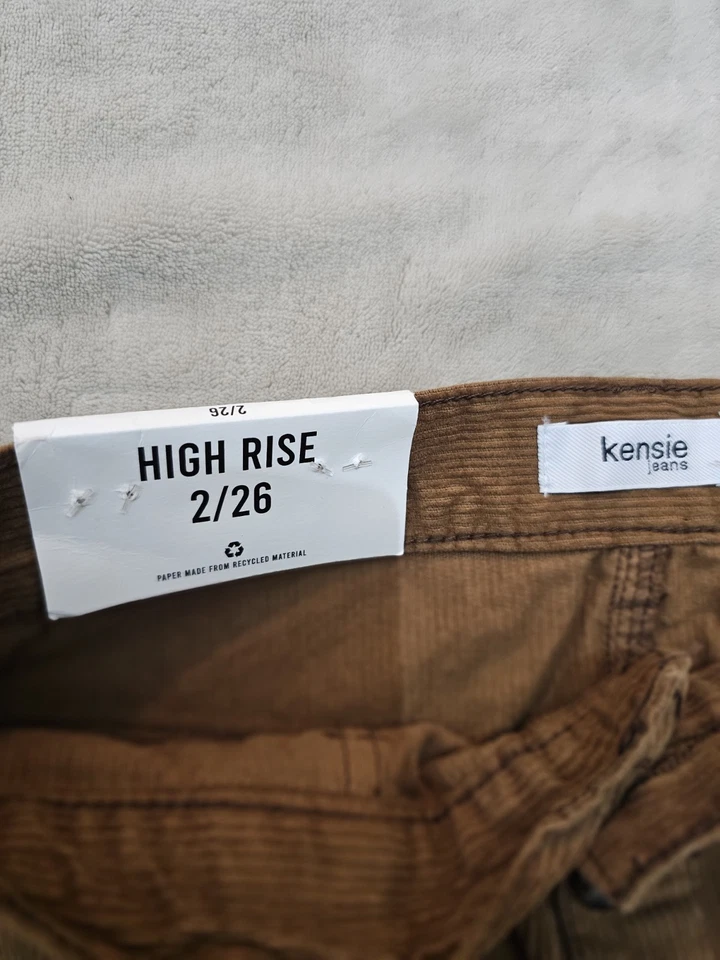 2/26
HIGH RISE
2/26
PAPER MADE FROM RECYCLED MATERIAL
kensie
jeans